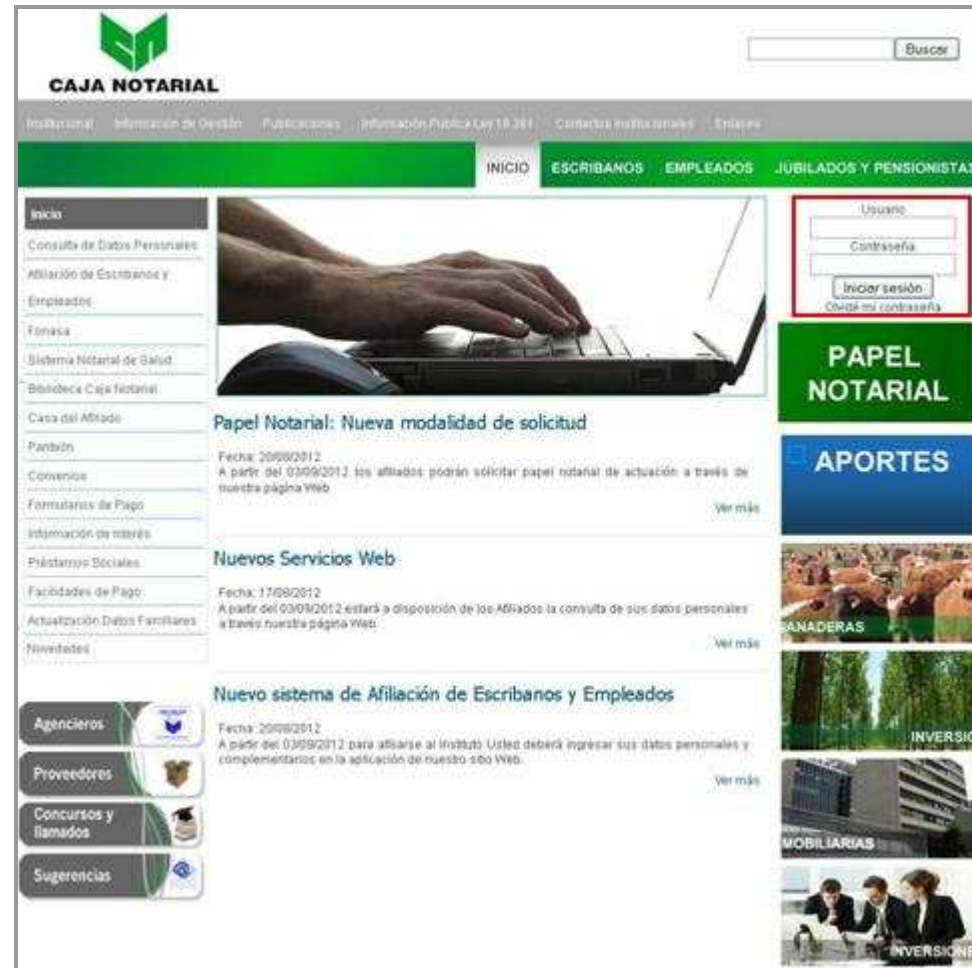 CAJA NOTARIAL
Buscar
Institucional Información de Gestión Publicaciones Información Pública Ley 18.381 Contactos Institucionales Enlaces
INICIO ESCRIBANOS EMPLEADOS JUBILADOS Y PENSIONISTAS
Inicio
Consulta de Datos Personales
Afiliación de Escribanos y
Empleados
Fonasa
Sistema Notarial de Salud
Biblioteca Caja Notarial
Casa del Afiliado
Panteón
Convenios
Formularios de Pago
Información de Interés
Préstamos Sociales
Facilidades de Pago
Actualización Datos Familiares
Novedades
Agencieros
Proveedores
Concursos y
llamados
Sugerencias
Papel Notarial: Nueva modalidad de solicitud
Fecha: 20/08/2012
A partir del 03/09/2012 los afiliados podrán solicitar papel notarial de actuación a través de
nuestra página Web
Ver más
Nuevos Servicios Web
Fecha: 17/08/2012
A partir del 03/09/2012 estará a disposición de los Afiliados la consulta de sus datos personales
a través nuestra página Web.
Ver más
Nuevo sistema de Afiliación de Escribanos y Empleados
Fecha: 20/08/2012
A partir del 03/09/2012 para afiliarse al Instituto Usted deberá ingresar sus datos personales y
complementarios en la aplicación de nuestro sitio Web.
Ver más
Usuario
Contraseña
Iniciar sesión
Olvidé mi contraseña
PAPEL
NOTARIAL
APORTES
ANADERAS
INVERSIO
MOBILIARIAS
INVERSIONE